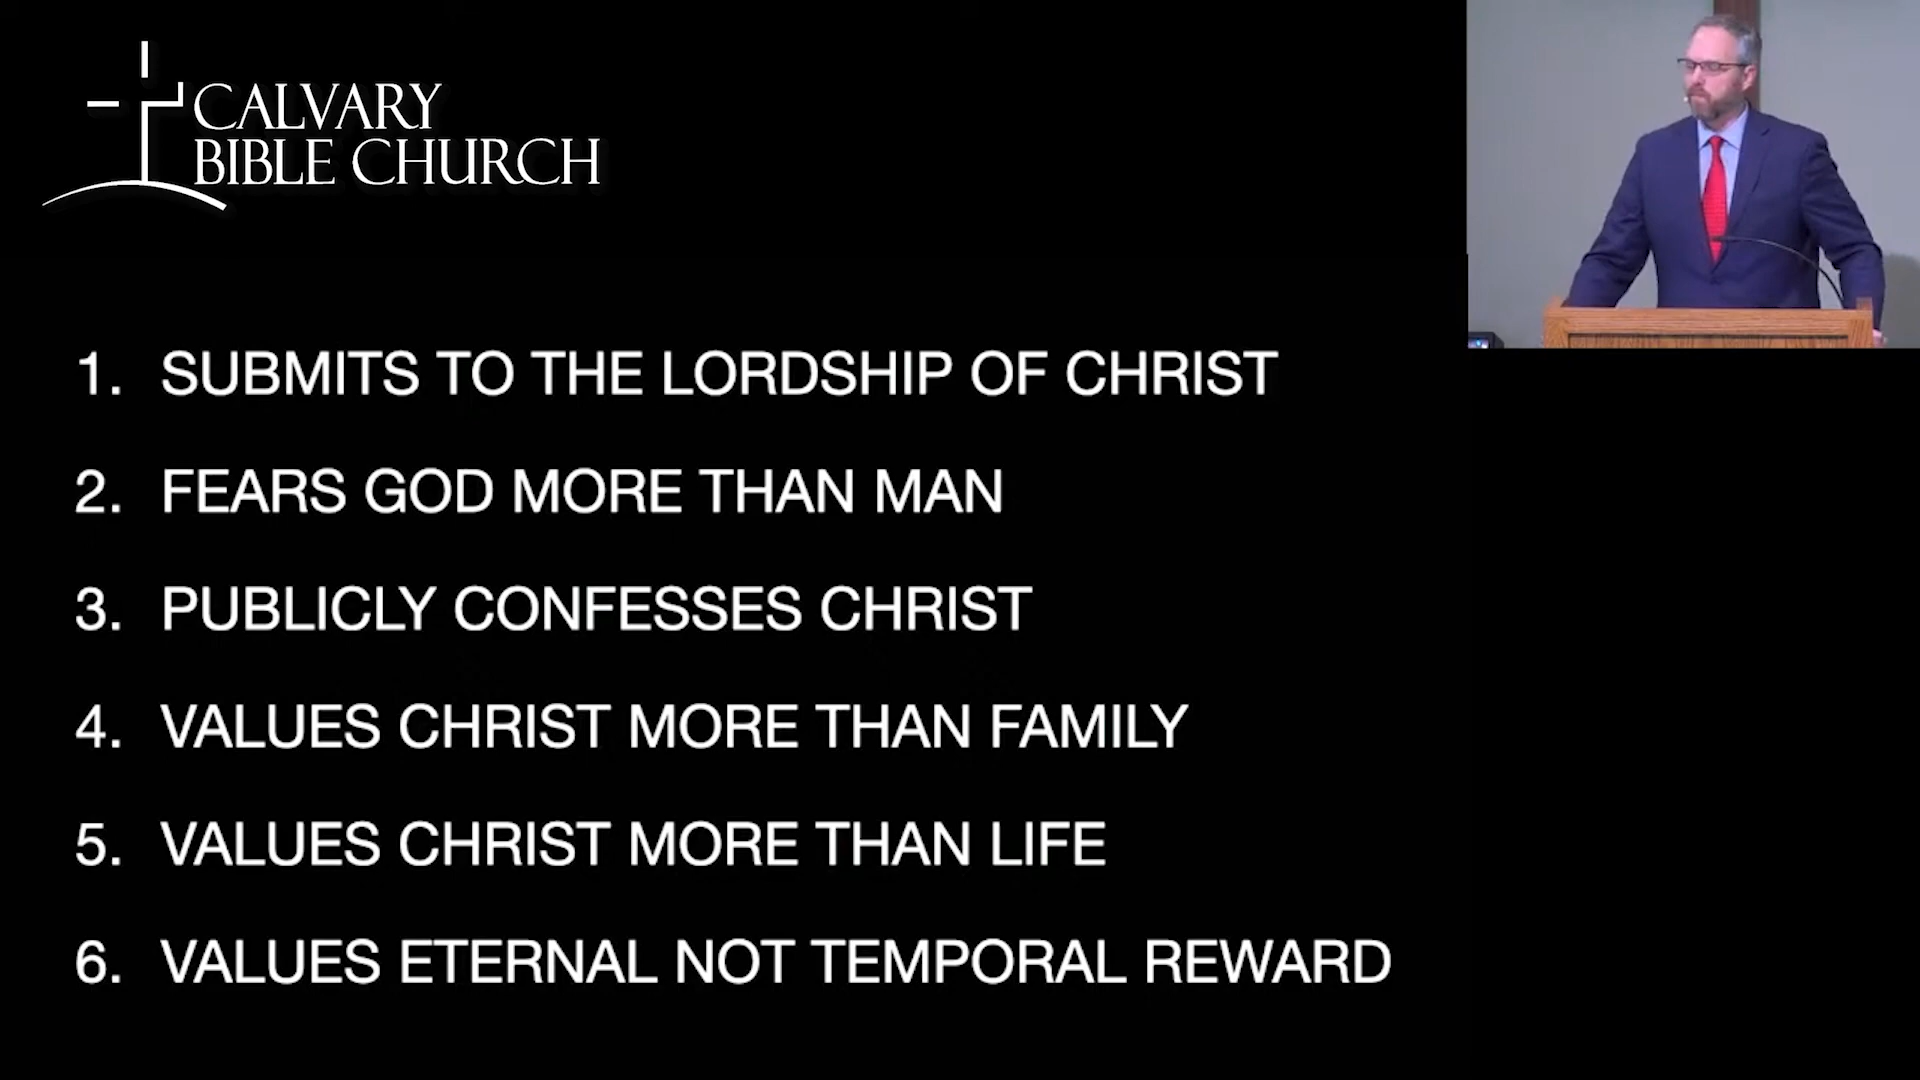 CALVARY
BIBLE CHURCH
1. SUBMITS TO THE LORDSHIP OF CHRIST
2. FEARS GOD MORE THAN MAN
3. PUBLICLY CONFESSES CHRIST
4. VALUES CHRIST MORE THAN FAMILY
5. VALUES CHRIST MORE THAN LIFE
6. VALUES ETERNAL NOT TEMPORAL REWARD